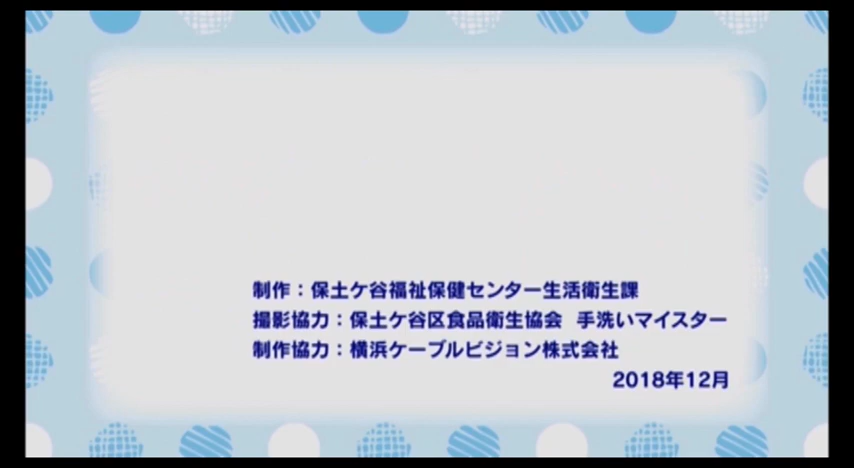 制作：保土ケ谷福祉保健センター生活衛生課
撮影協力：保土ケ谷区食品衛生協会 手洗いマイスター
制作協力：横浜ケーブルビジョン株式会社
2018年12月